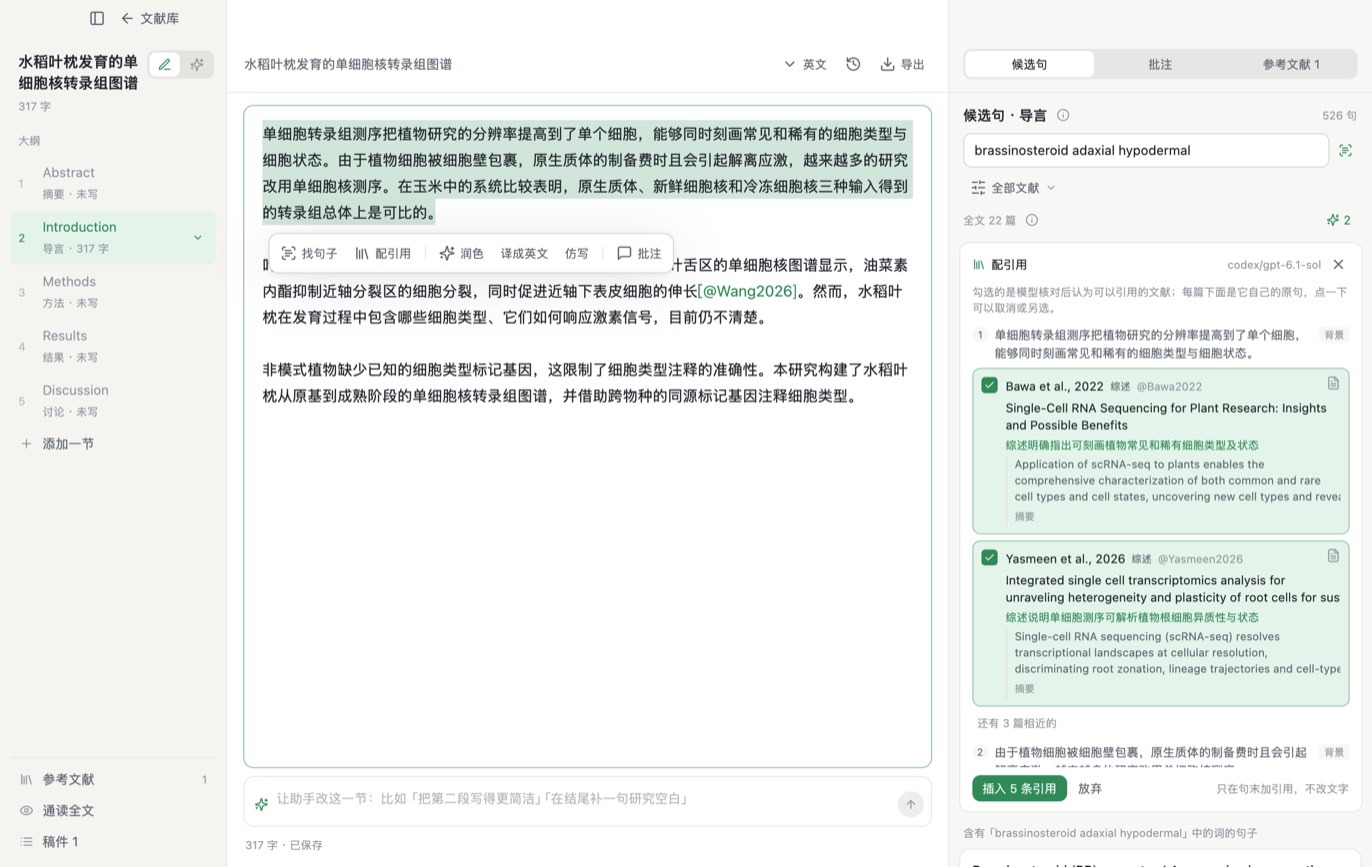 文献库
水稻叶枕发育的单
细胞核转录组图谱
317 字
大纲
1 Abstract
摘要 · 未写
2 Introduction
导言 · 317 字
3 Methods
方法 · 未写
4 Results
结果 · 未写
5 Discussion
讨论 · 未写
添加一节
参考文献 1
通读全文
稿件 1
水稻叶枕发育的单细胞核转录组图谱
英文
导出
单细胞转录组测序把植物研究的分辨率提高到了单个细胞，能够同时刻画常见和稀有的细胞类型与
细胞状态。由于植物细胞被细胞壁包裹，原生质体的制备费时且会引起解离应激，越来越多的研究
改用单细胞核测序。在玉米中的系统比较表明，原生质体、新鲜细胞核和冷冻细胞核三种输入得到
的转录组总体上是可比的。
找句子 配引用 润色 译成英文 仿写 批注
叶舌区的单细胞核图谱显示，油菜素
内酯抑制近轴分裂区的细胞分裂，同时促进近轴下表皮细胞的伸长[@Wang2026]。然而，水稻叶
枕在发育过程中包含哪些细胞类型、它们如何响应激素信号，目前仍不清楚。
非模式植物缺少已知的细胞类型标记基因，这限制了细胞类型注释的准确性。本研究构建了水稻叶
枕从原基到成熟阶段的单细胞核转录组图谱，并借助跨物种的同源标记基因注释细胞类型。
让助手改这一节：比如「把第二段写得更简洁」「在结尾补一句研究空白」
317 字 · 已保存
候选句 批注 参考文献 1
候选句 · 导言
526 句
brassinosteroid adaxial hypodermal
全部文献
全文 22 篇
2
配引用
codex/gpt-6.1-sol
勾选的是模型核对后认为可以引用的文献；每篇下面是它自己的原句，点一下
可以取消或另选。
1 单细胞转录组测序把植物研究的分辨率提高到了单个细胞， 背景
能够同时刻画常见和稀有的细胞类型与细胞状态。
Bawa et al., 2022 综述 @Bawa2022
Single-Cell RNA Sequencing for Plant Research: Insights
and Possible Benefits
综述明确指出可刻画植物常见和稀有细胞类型及状态
Application of scRNA-seq to plants enables the
comprehensive characterization of both common and rare
cell types and cell states, uncovering new cell types and revea
摘要
Yasmeen et al., 2026 综述 @Yasmeen2026
Integrated single cell transcriptomics analysis for
unraveling heterogeneity and plasticity of root cells for sus
综述说明单细胞测序可解析植物根细胞异质性与状态
Single-cell RNA sequencing (scRNA-seq) resolves
transcriptional landscapes at cellular resolution,
discriminating root zonation, lineage trajectories and cell-type
摘要
还有 3 篇相近的
2 由于植物细胞被细胞壁包裹，原生质体的制备费时且会引起 背景
插入 5 条引用
放弃
只在句末加引用，不改文字
含有「brassinosteroid adaxial hypodermal」中的词的句子